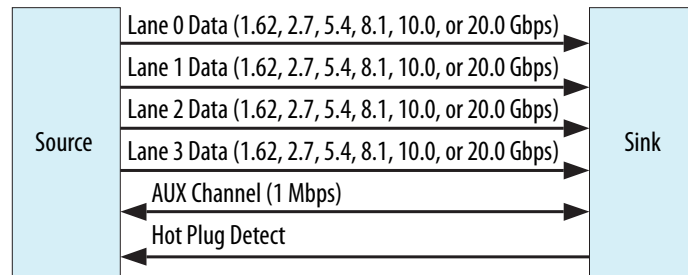 Lane 0 Data (1.62, 2.7, 5.4, 8.1, 10.0, or 20.0 Gbps)
Lane 1 Data (1.62, 2.7, 5.4, 8.1, 10.0, or 20.0 Gbps)
Lane 2 Data (1.62, 2.7, 5.4, 8.1, 10.0, or 20.0 Gbps)
Source
Lane 3 Data (1.62, 2.7, 5.4, 8.1, 10.0, or 20.0 Gbps)
Sink
AUX Channel (1 Mbps)
Hot Plug Detect